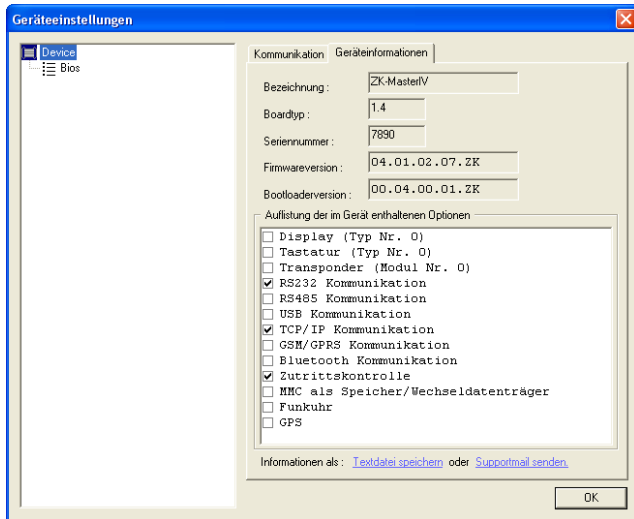 Geräteeinstellungen
Device
Bios
Kommunikation Geräteinformationen
Bezeichnung : ZK-MasterIV
Boardtyp : 1.4
Seriennummer : 7890
Firmwareversion : 04.01.02.07.ZK
Bootloaderversion : 00.04.00.01.ZK
Auflistung der im Gerät enthaltenen Optionen
Display (Typ Nr. 0)
Tastatur (Typ Nr. 0)
Transponder (Modul Nr. 0)
RS232 Kommunikation
RS485 Kommunikation
USB Kommunikation
TCP/IP Kommunikation
GSM/GPRS Kommunikation
Bluetooth Kommunikation
Zutrittskontrolle
MMC als Speicher/Wechseldatenträger
Funkuhr
GPS
Informationen als : Textdatei speichern oder Supportmail senden.
OK